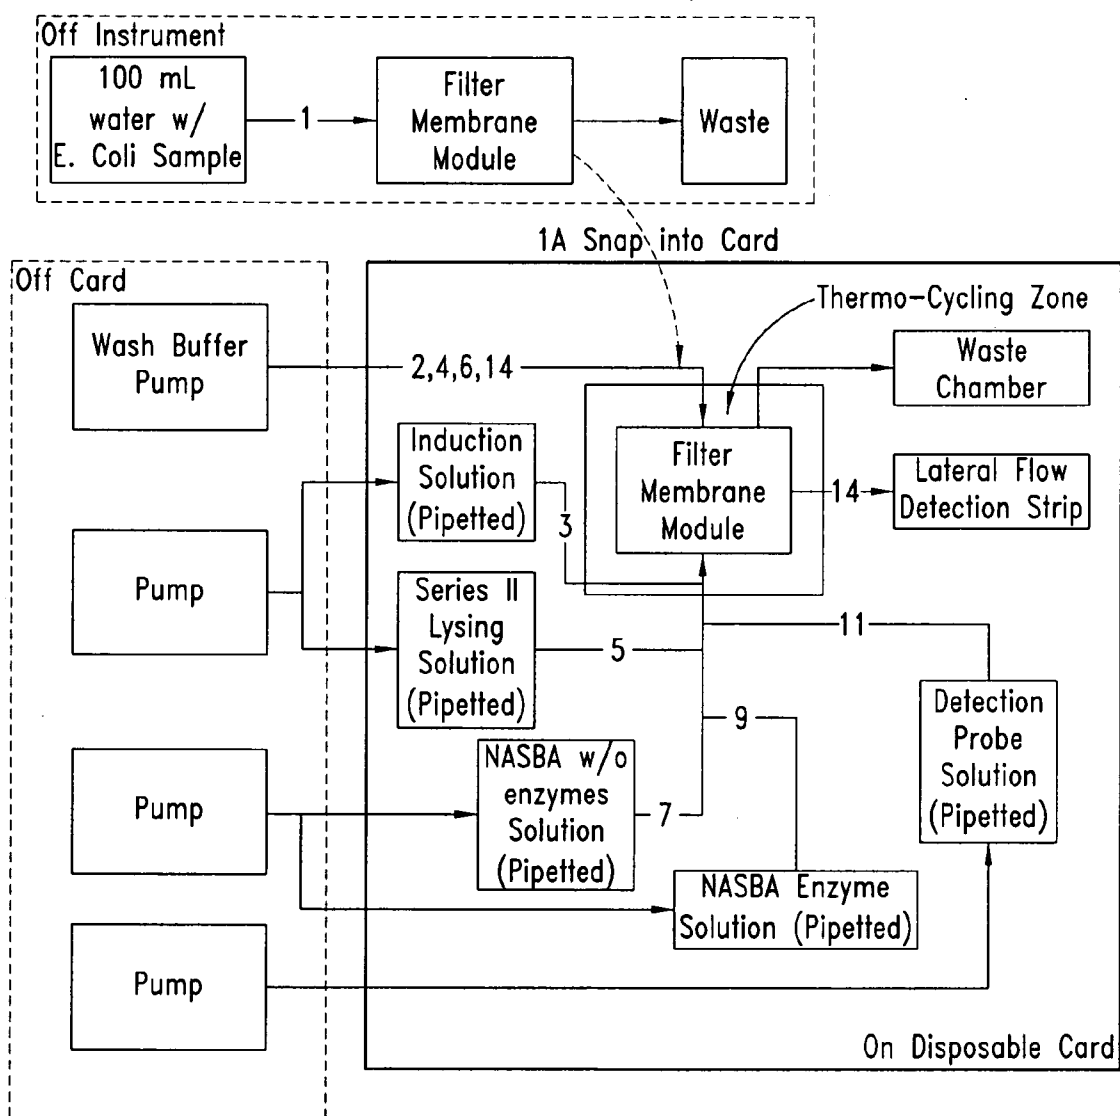 Off Instrument
100 mL
water w/
E. Coli Sample
1
Filter
Membrane
Module
Waste
1A Snap into Card
Off Card
Thermo-Cycling Zone
Wash Buffer
Pump
2,4,6,14
Waste
Chamber
Induction
Solution
(Pipetted)
3
Filter
Membrane
Module
14
Lateral Flow
Detection Strip
Pump
Series II
Lysing
Solution
(Pipetted)
5
11
9
Detection
Probe
Solution
(Pipetted)
Pump
NASBA w/o
enzymes
Solution
(Pipetted)
7
NASBA Enzyme
Solution (Pipetted)
Pump
On Disposable Card